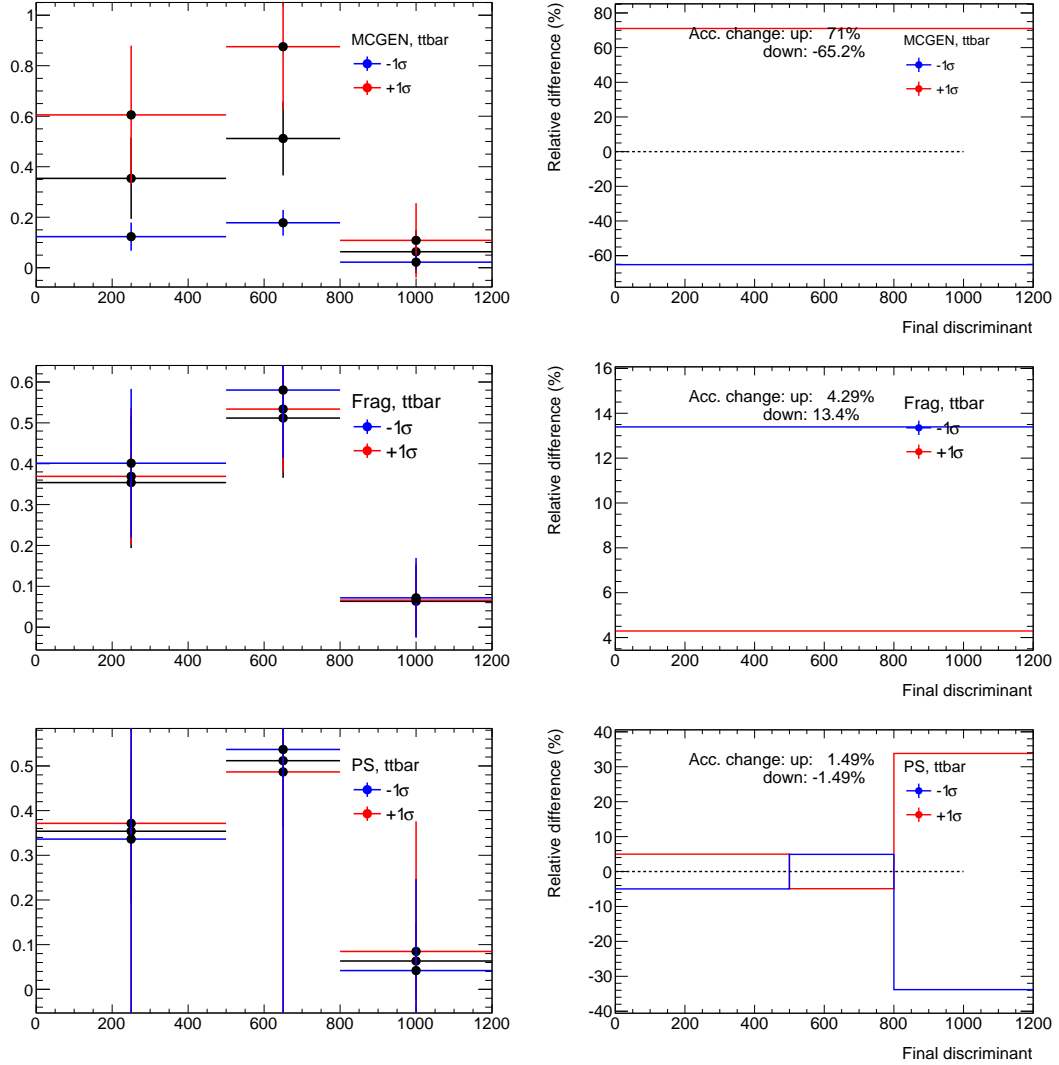 MCGEN, ttbar
-1σ
+1σ
1
0.8
0.6
0.4
0.2
0
0 200 400 600 800 1000 1200
Relative difference (%)
Acc. change: up: 71%
down: -65.2%
MCGEN, ttbar
-1σ
+1σ
80
60
40
20
0
-20
-40
-60
0 200 400 600 800 1000 1200
Final discriminant
Frag, ttbar
-1σ
+1σ
0.6
0.5
0.4
0.3
0.2
0.1
0
0 200 400 600 800 1000 1200
Relative difference (%)
Acc. change: up: 4.29%
down: 13.4%
Frag, ttbar
-1σ
+1σ
16
14
12
10
8
6
4
0 200 400 600 800 1000 1200
Final discriminant
PS, ttbar
-1σ
+1σ
0.5
0.4
0.3
0.2
0.1
0
0 200 400 600 800 1000 1200
Relative difference (%)
Acc. change: up: 1.49%
down: -1.49%
PS, ttbar
-1σ
+1σ
40
30
20
10
0
-10
-20
-30
-40
0 200 400 600 800 1000 1200
Final discriminant